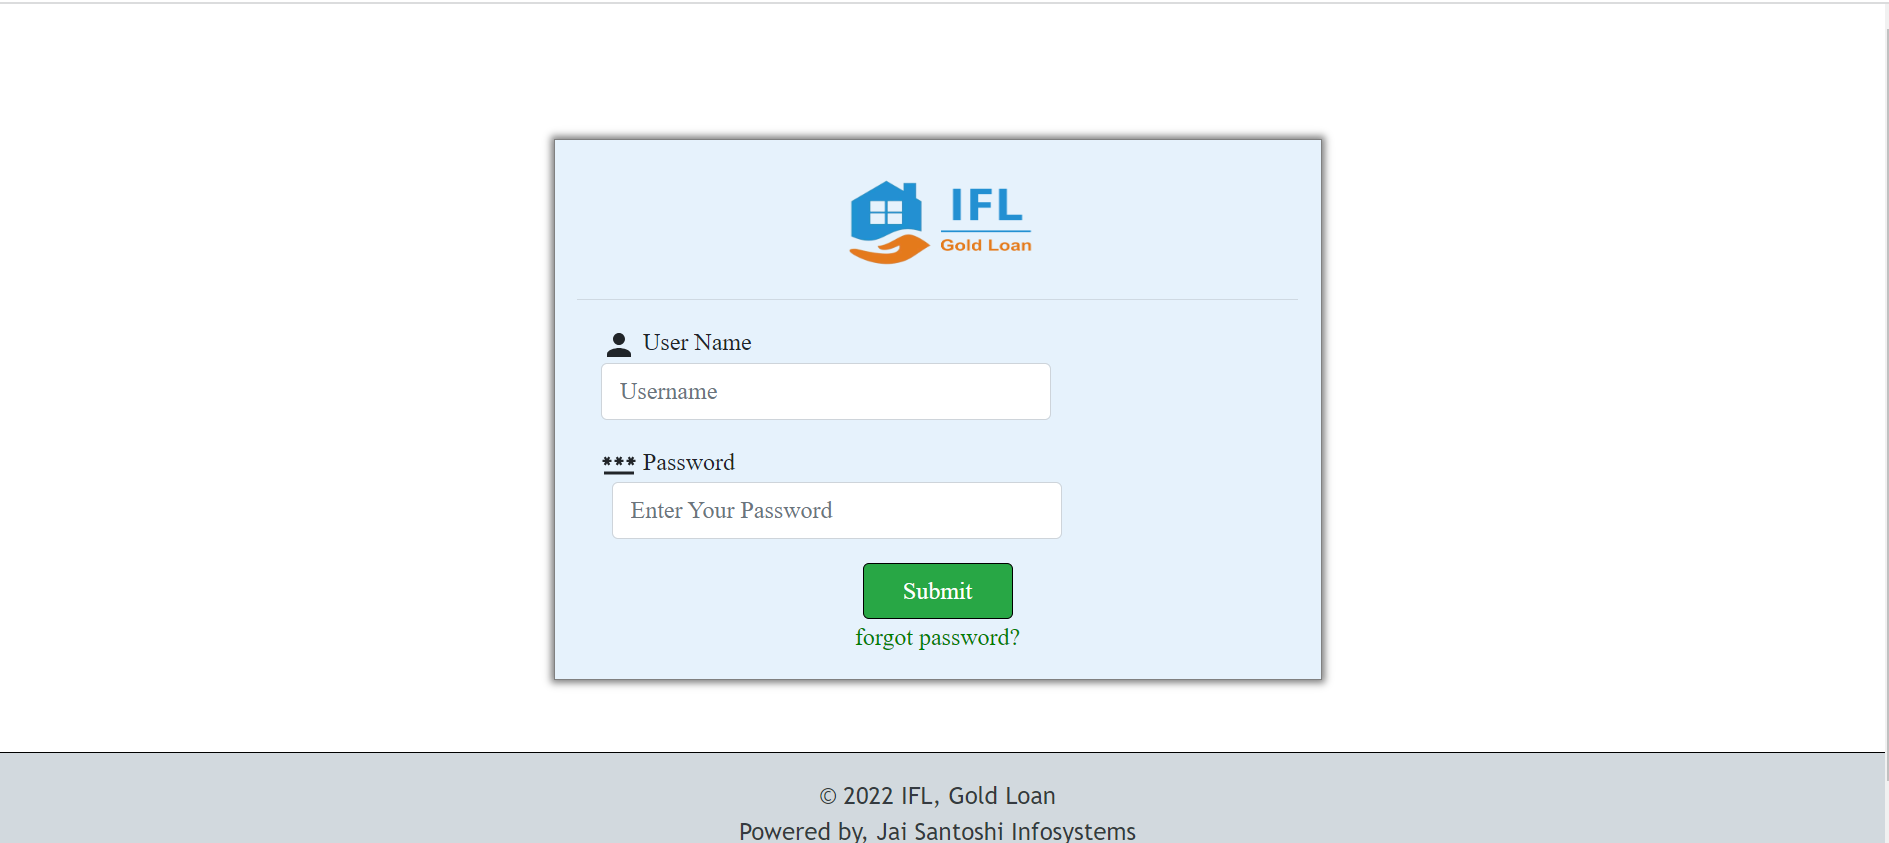 IFL
Gold Loan
User Name
Username
*** Password
Enter Your Password
Submit
forgot password?
© 2022 IFL, Gold Loan
Powered by, Jai Santoshi Infosystems